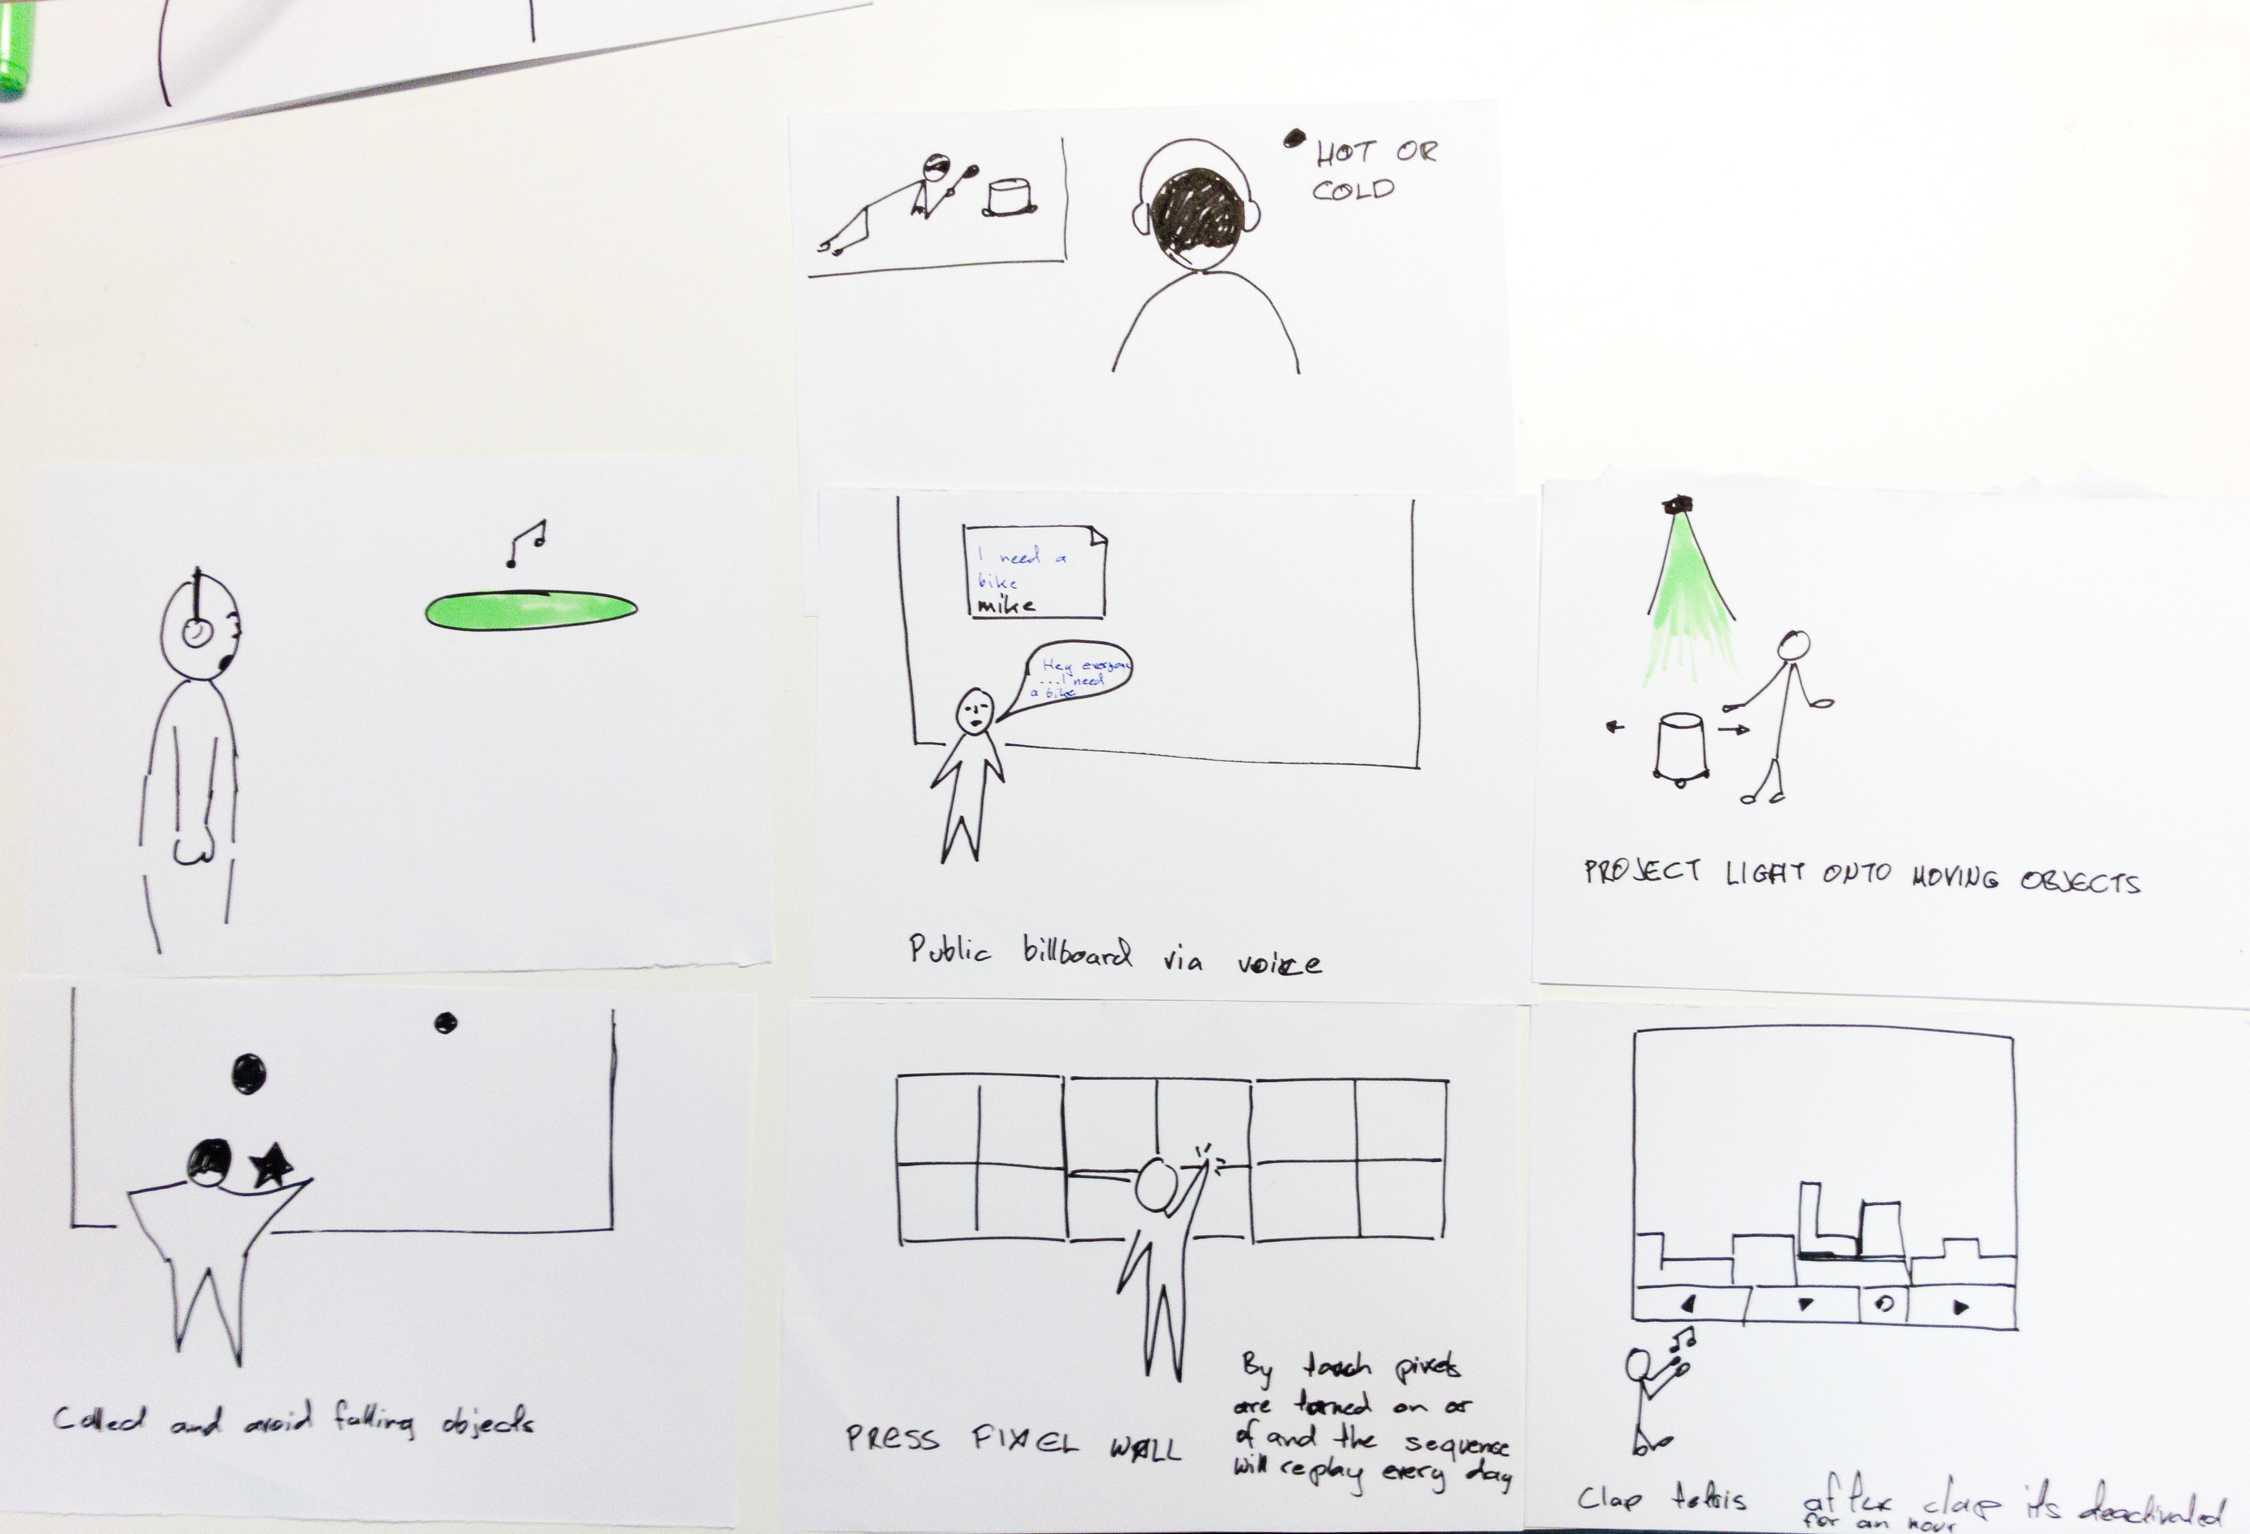 HOT OR
COLD
I need a
bike
mike
Hey everyone
...I need
a bike
PROJECT LIGHT ONTO MOVING OBJECTS
Public billboard via voice
Collect and avoid falling objects
PRESS PIXEL WALL
By touch pixels
are turned on or
of and the sequence
will replay every day
Clap tetris after clap its deactivated
for an hour